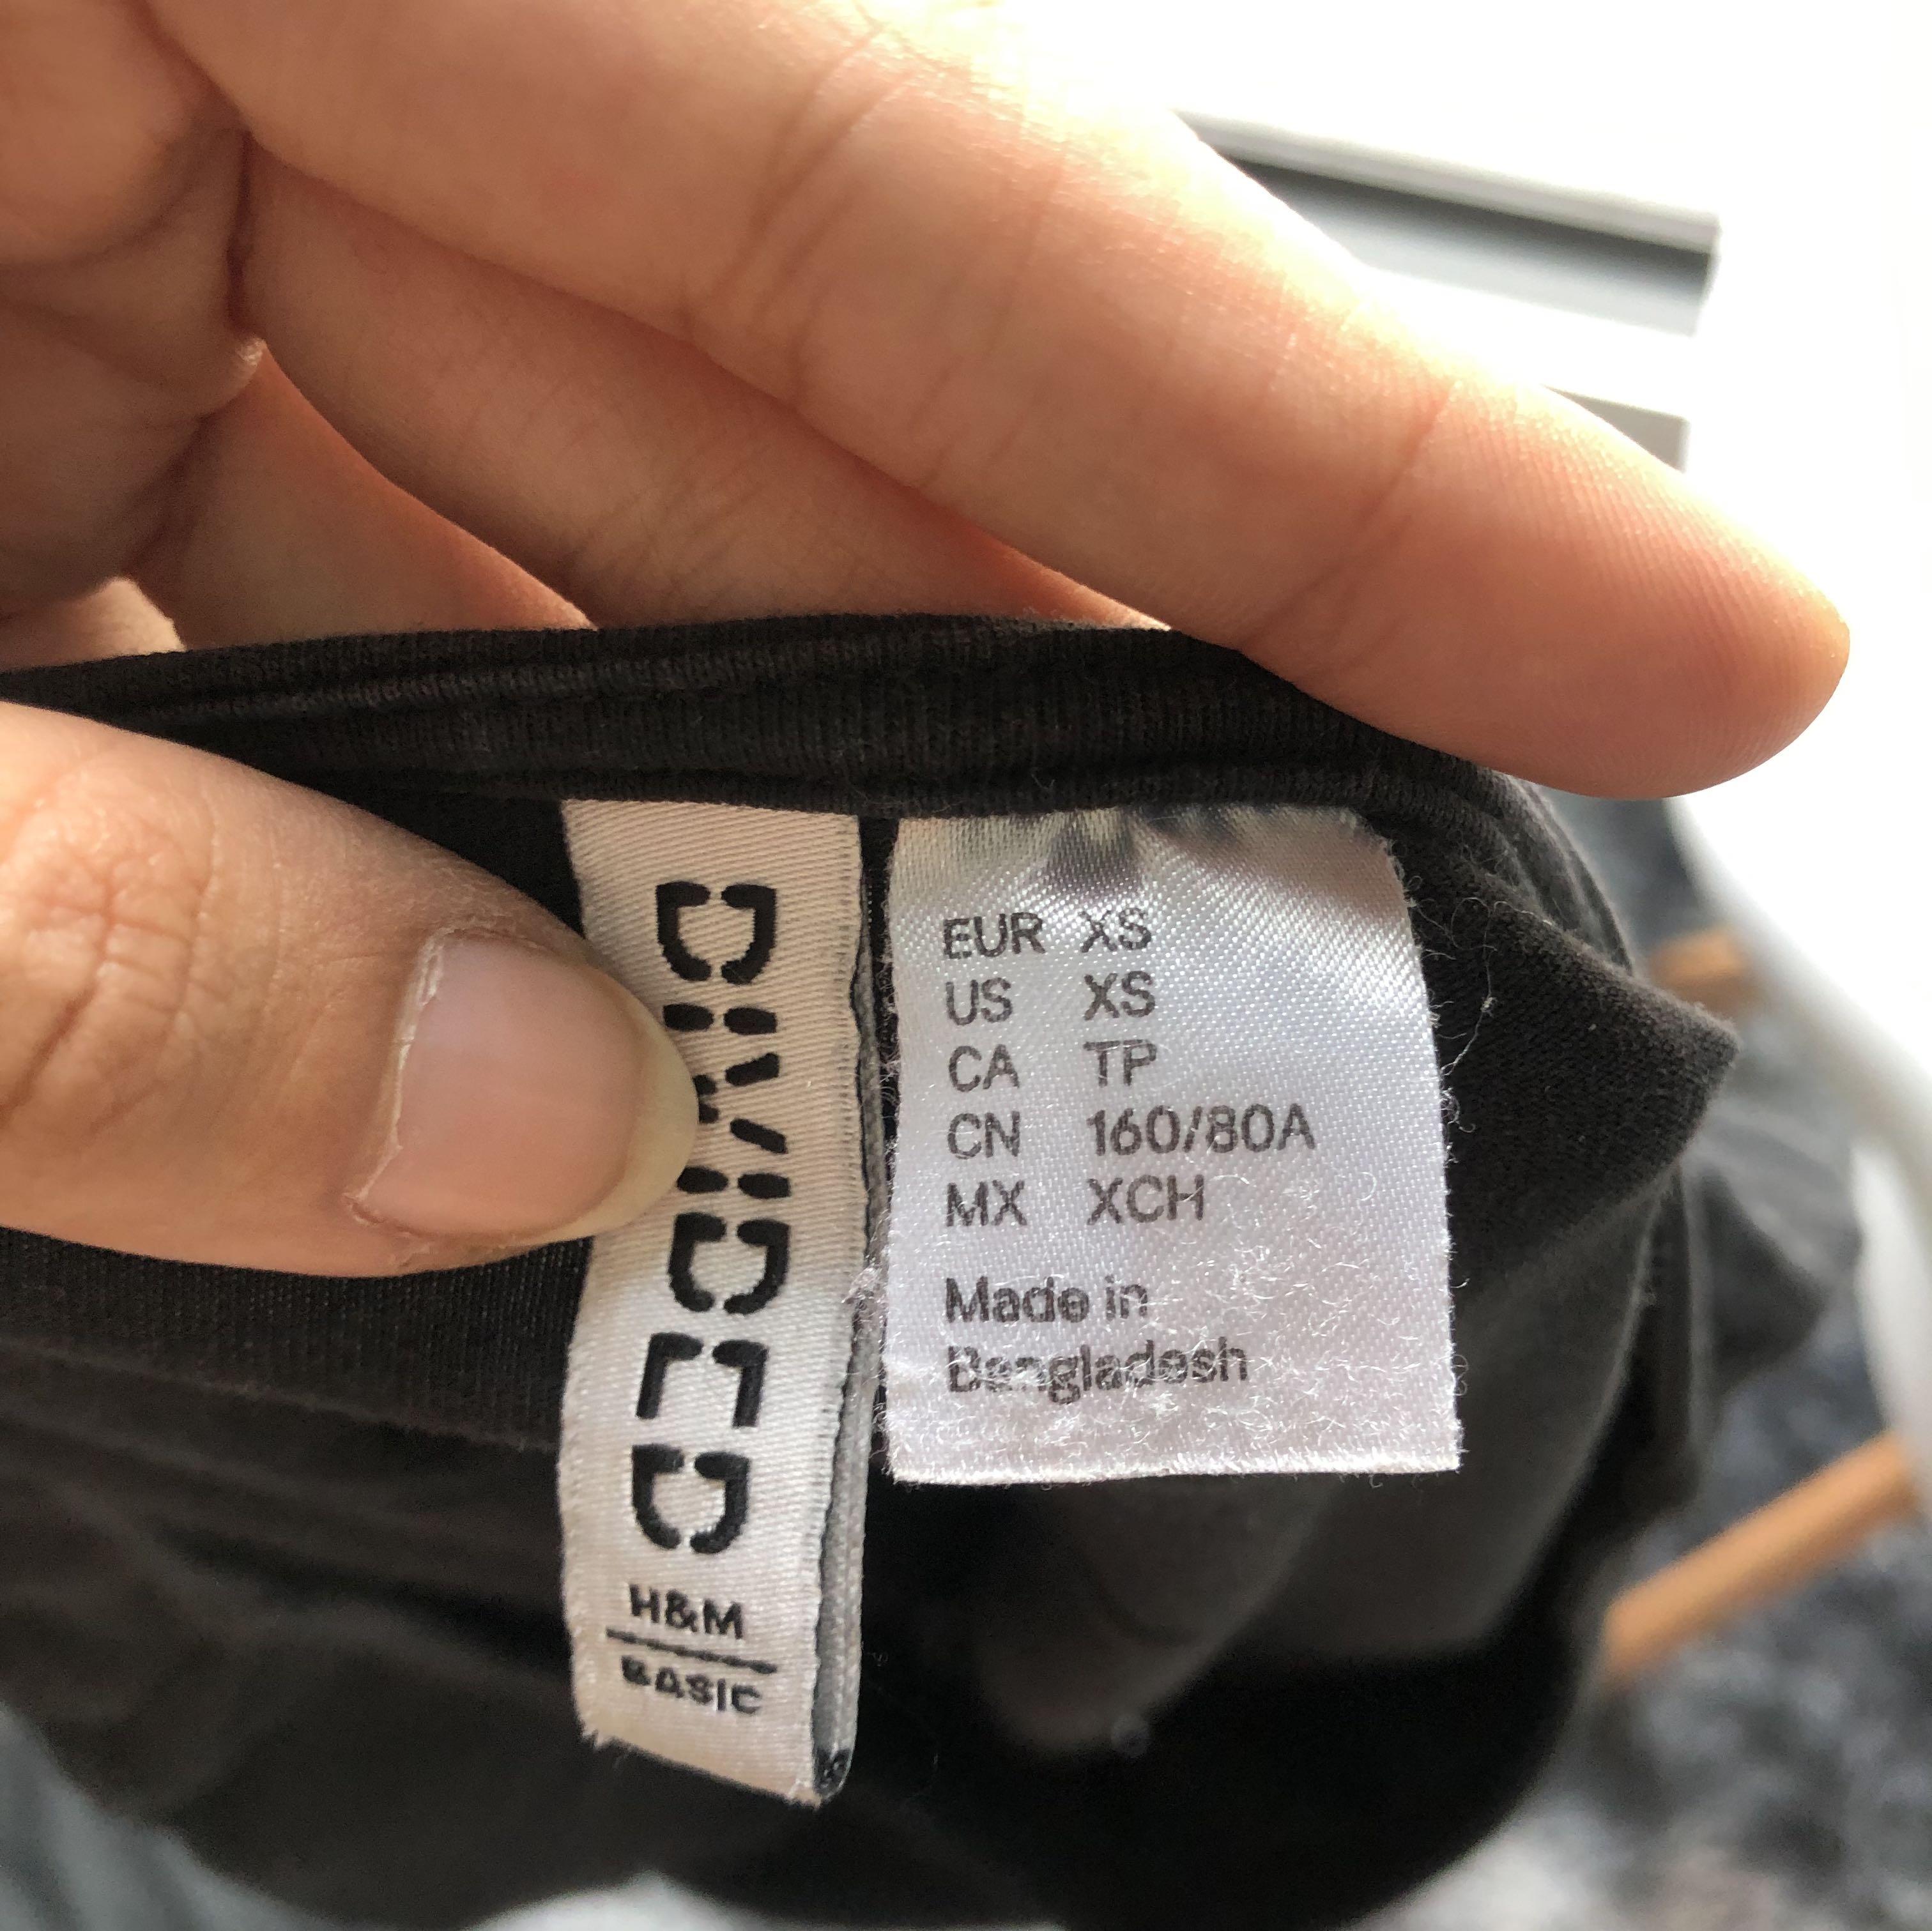 DIVIDED
H&M
BASIC
EUR XS
US XS
CA TP
CN 160/80A
MX XCH
Made in
Bangladesh